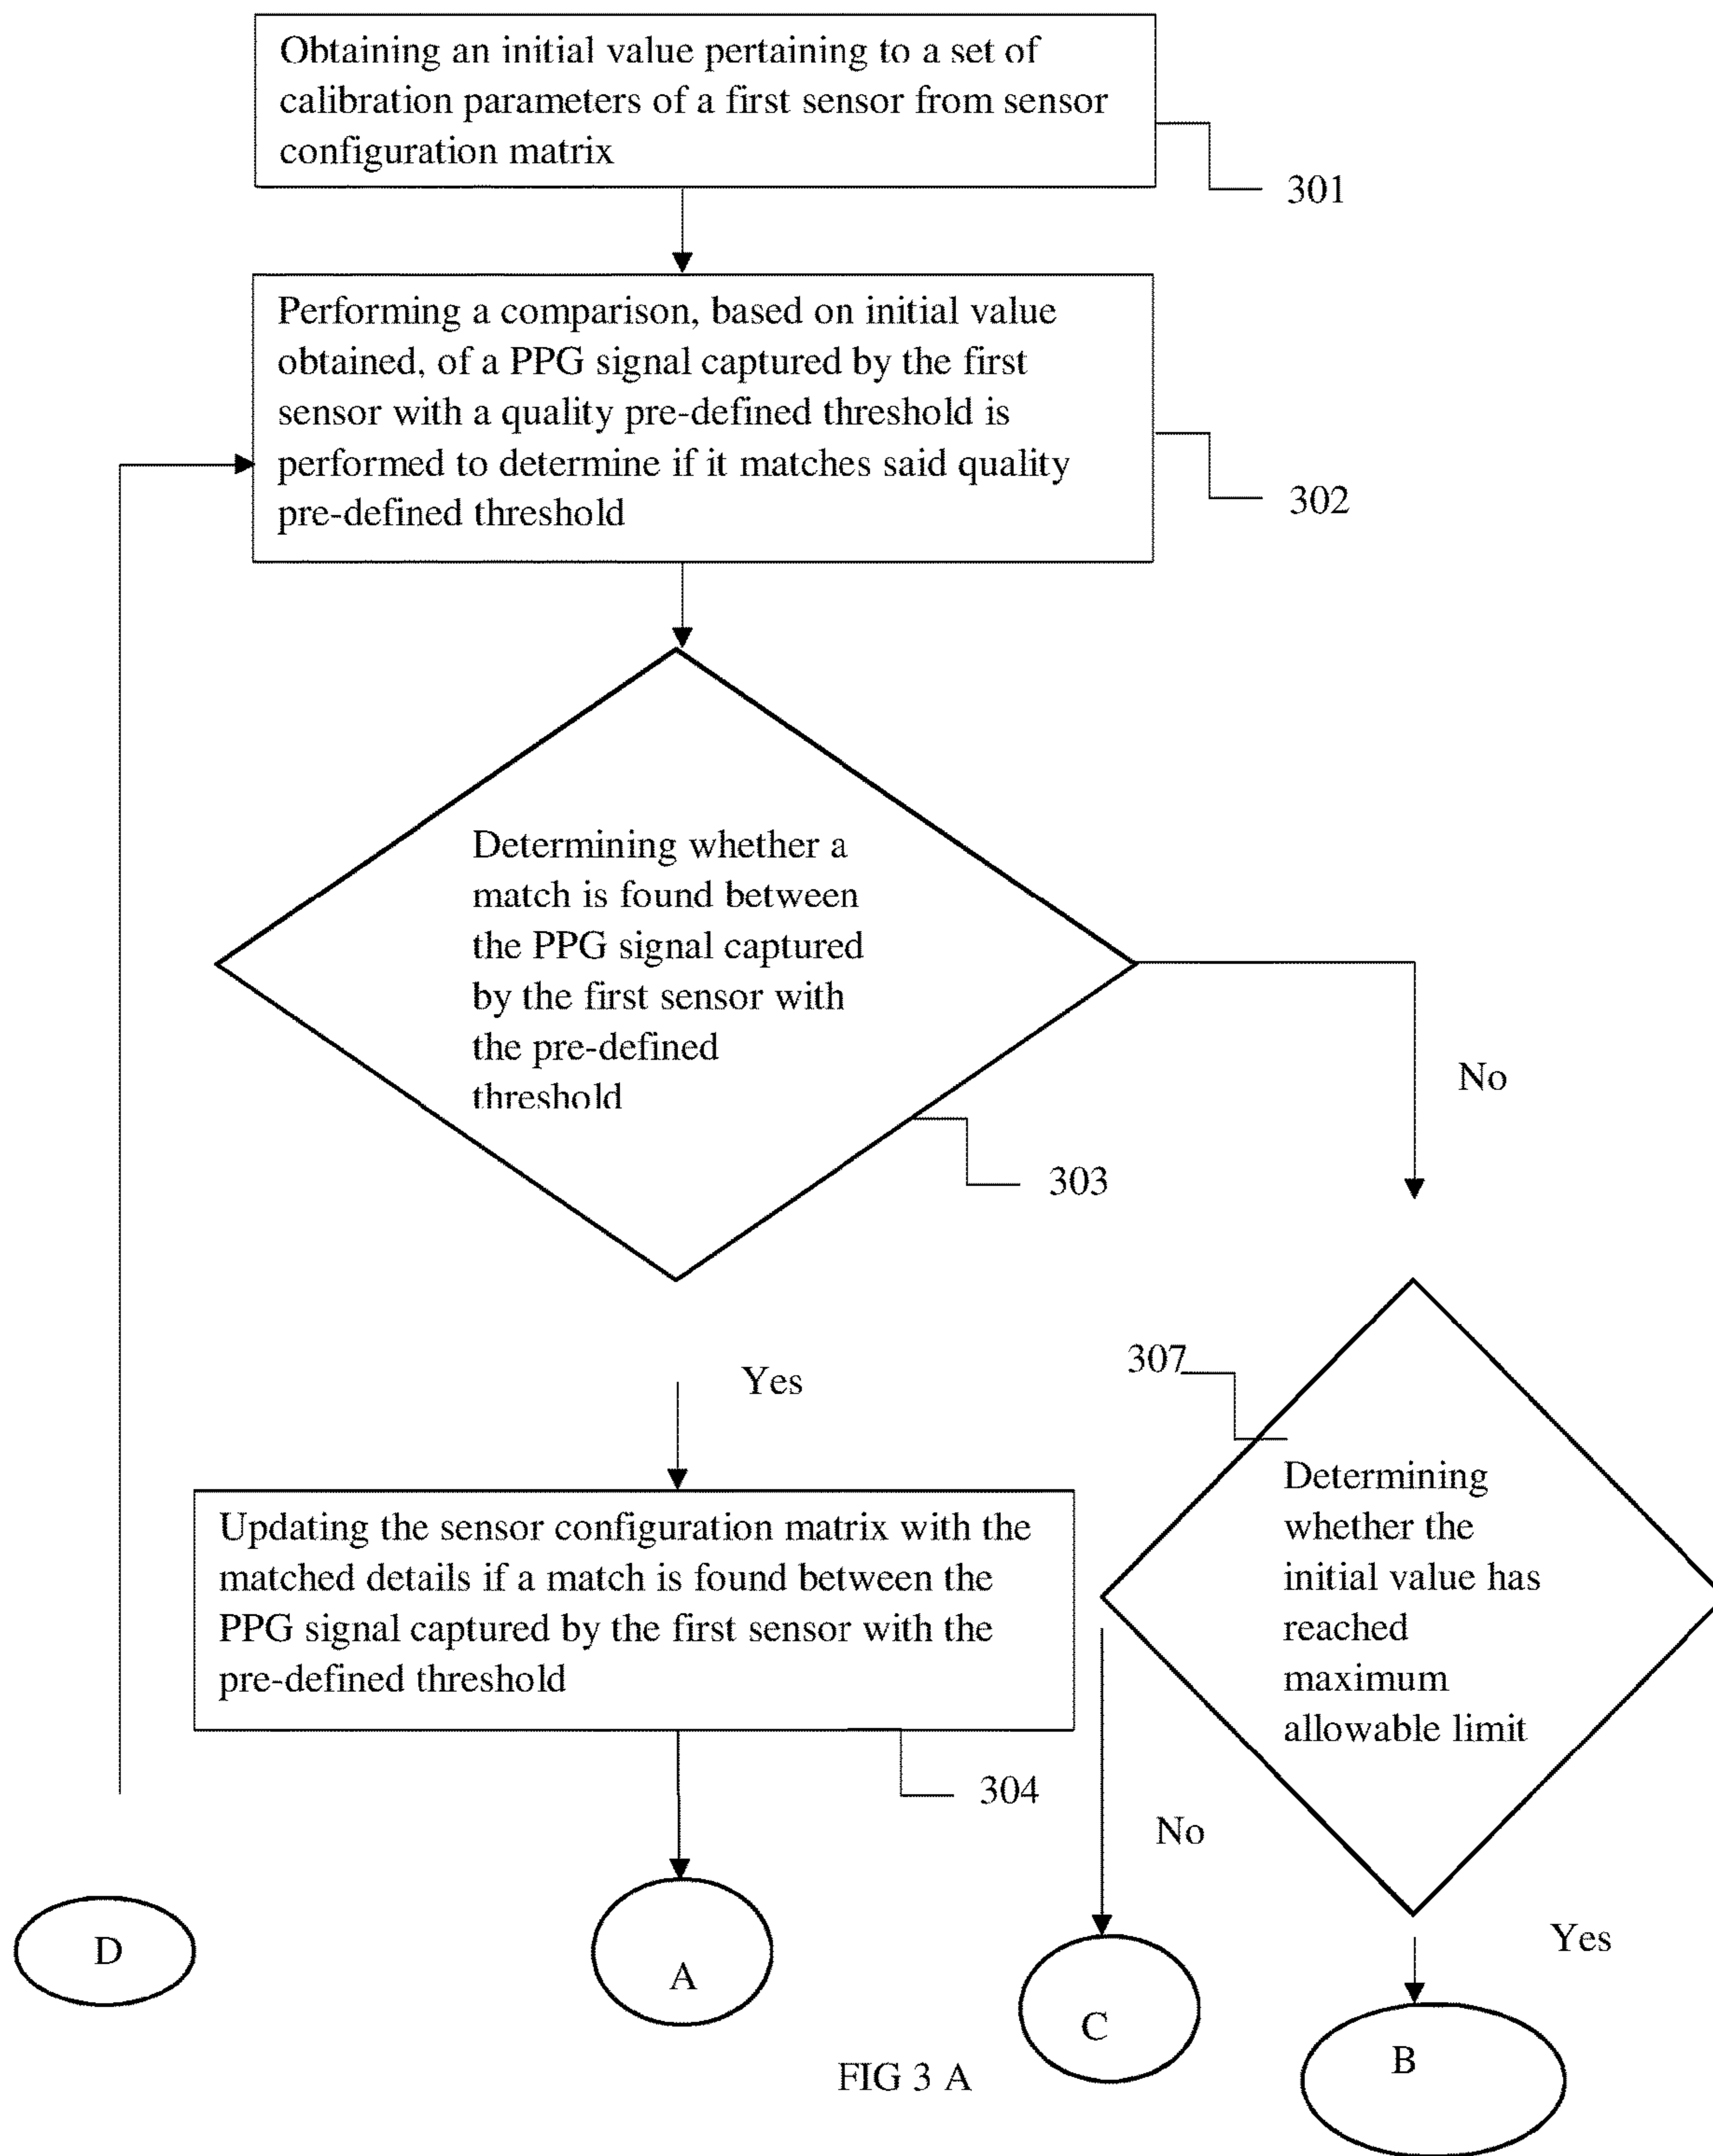 Obtaining an initial value pertaining to a set of
calibration parameters of a first sensor from sensor
configuration matrix
301
Performing a comparison, based on initial value
obtained, of a PPG signal captured by the first
sensor with a quality pre-defined threshold is
performed to determine if it matches said quality
pre-defined threshold
302
Determining whether a
match is found between
the PPG signal captured
by the first sensor with
the pre-defined
threshold
No
303
307
Yes
Determining
whether the
initial value has
reached
maximum
allowable limit
Updating the sensor configuration matrix with the
matched details if a match is found between the
PPG signal captured by the first sensor with the
pre-defined threshold
304
No
Yes
D
A
C
B
FIG 3 A